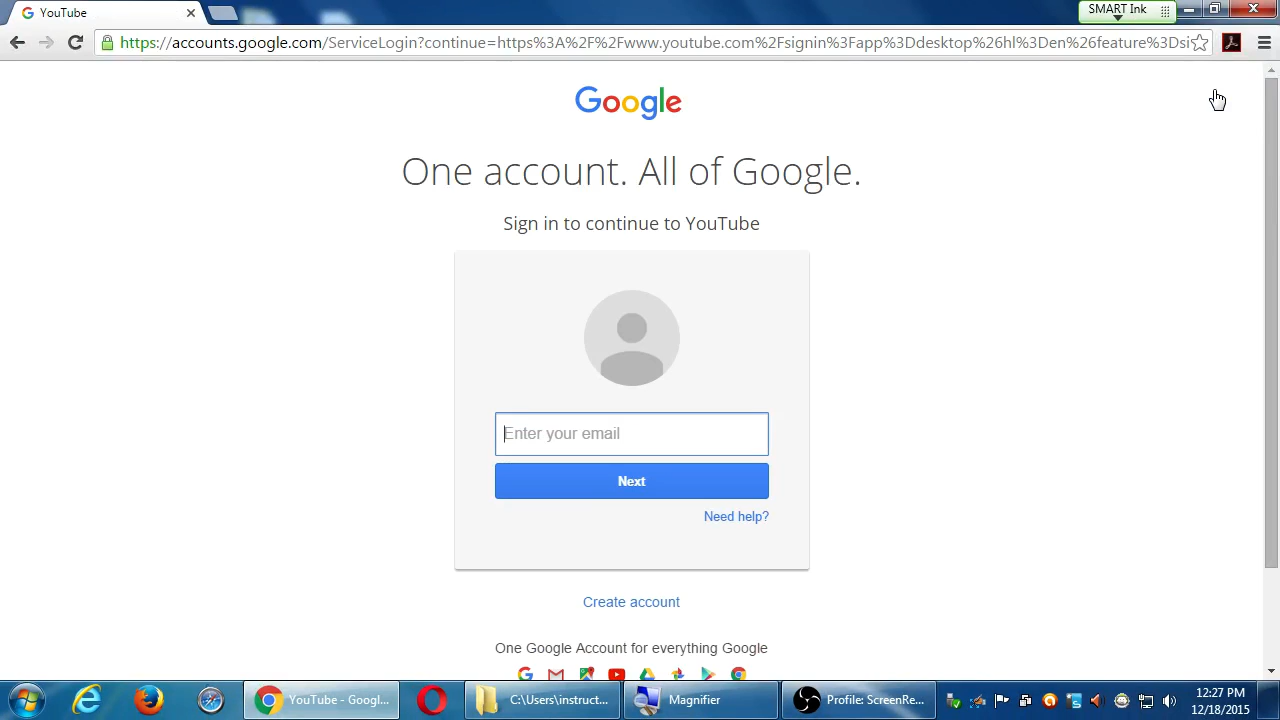 YouTube
SMART Ink
https://accounts.google.com/ServiceLogin?continue=https%3A%2F%2Fwww.youtube.com%2Fsignin%3Fapp%3Ddesktop%26hl%3Den%26feature%3Dsi
Google
One account. All of Google.
Sign in to continue to YouTube
Enter your email
Next
Need help?
Create account
One Google Account for everything Google
YouTube - Googl...
C:\Users\instruct...
Magnifier
Profile: ScreenRe...
12:27 PM
12/18/2015